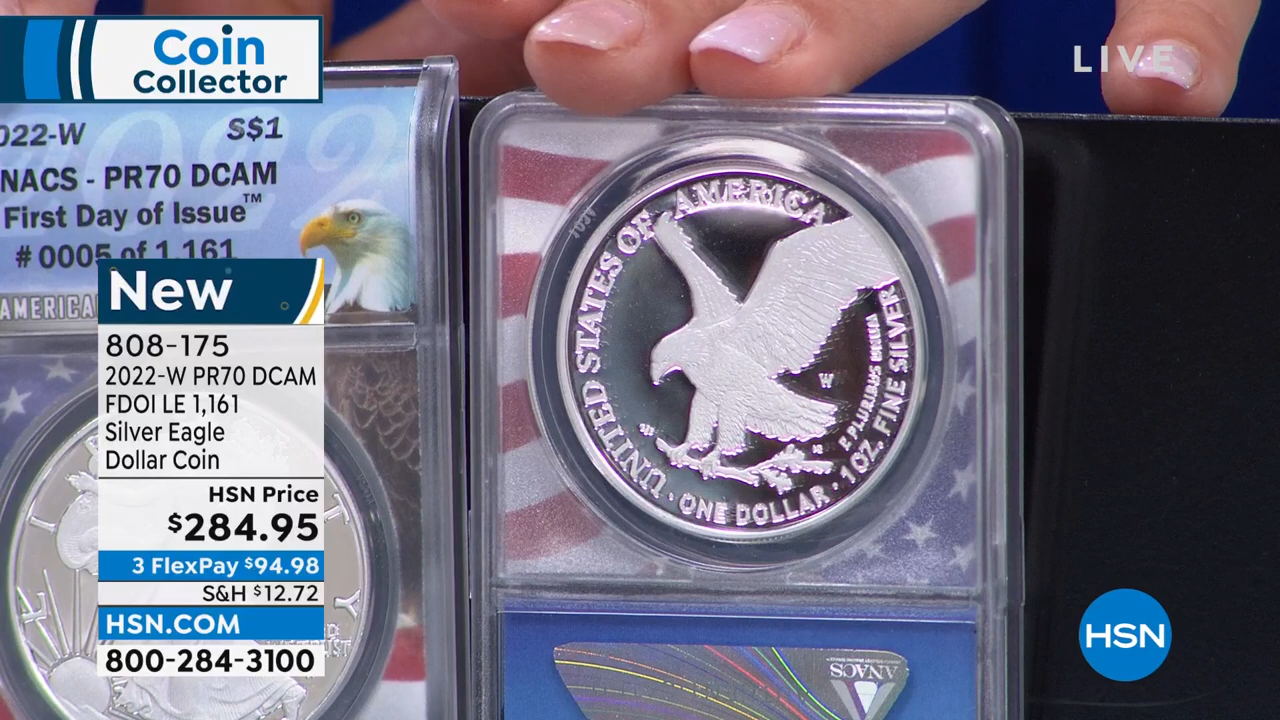 Coin
Collector
LIVE
022-W S$1
NACS - PR70 DCAM
First Day of Issue™
# 0005 of 1,161
AMERICA
New
808-175
2022-W PR70 DCAM
FDOI LE 1,161
Silver Eagle
Dollar Coin
HSN Price
$284.95
3 FlexPay $94.98
S&H $12.72
HSN.COM
800-284-3100
UNITED STATES OF AMERICA
W
E PLURIBUS UNUM
1 OZ. FINE SILVER
ONE DOLLAR
ANACS
HSN